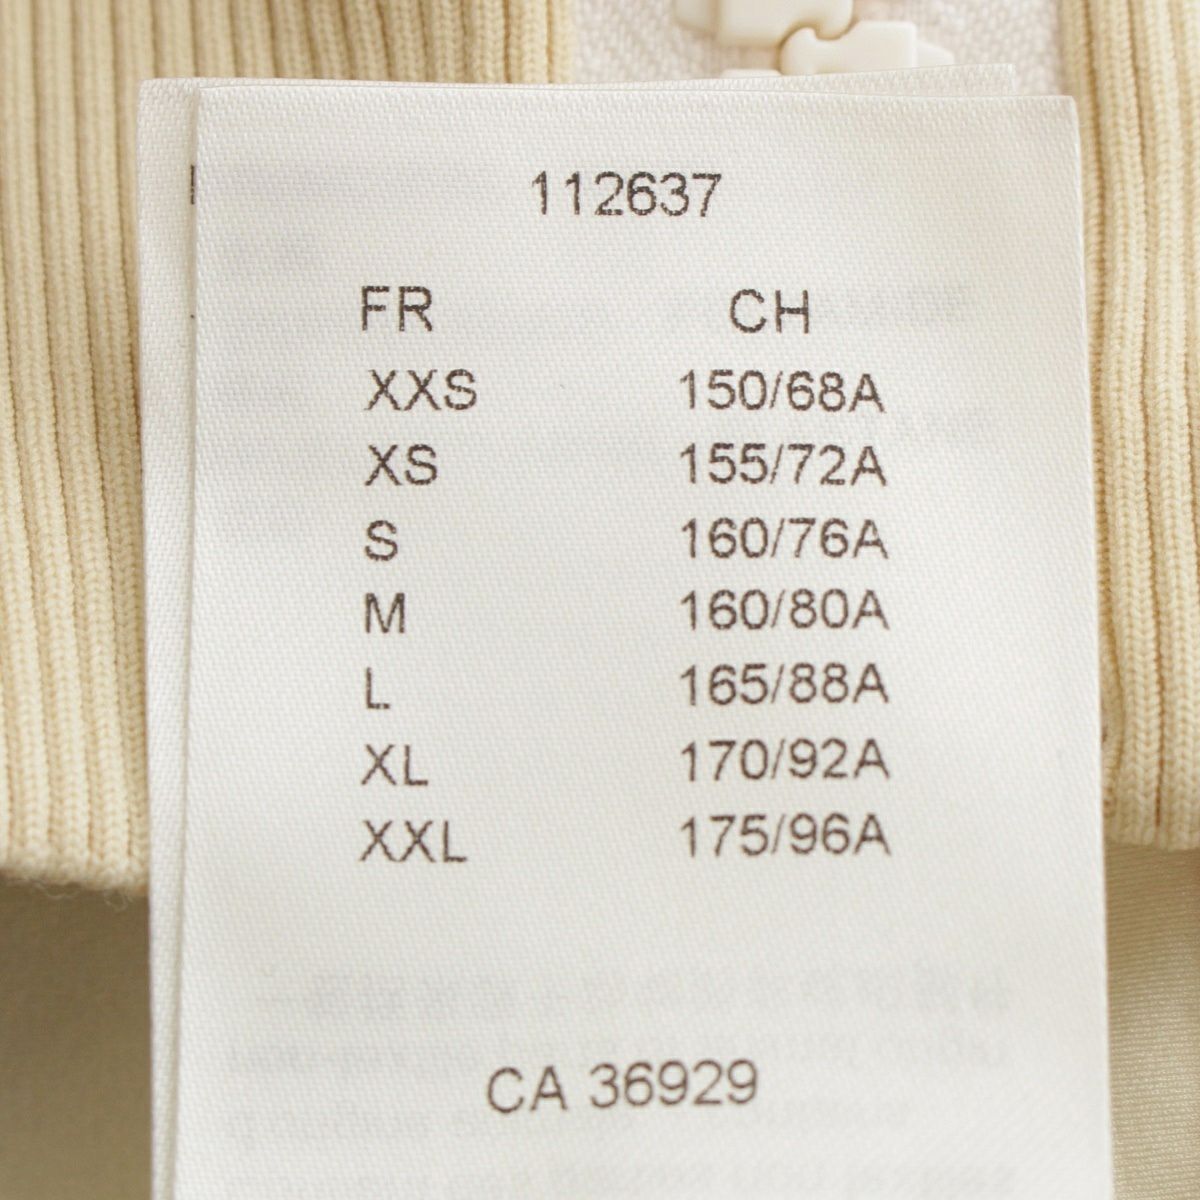 112637
FR CH
XXS 150/68A
XS 155/72A
S 160/76A
M 160/80A
L 165/88A
XL 170/92A
XXL 175/96A
CA 36929